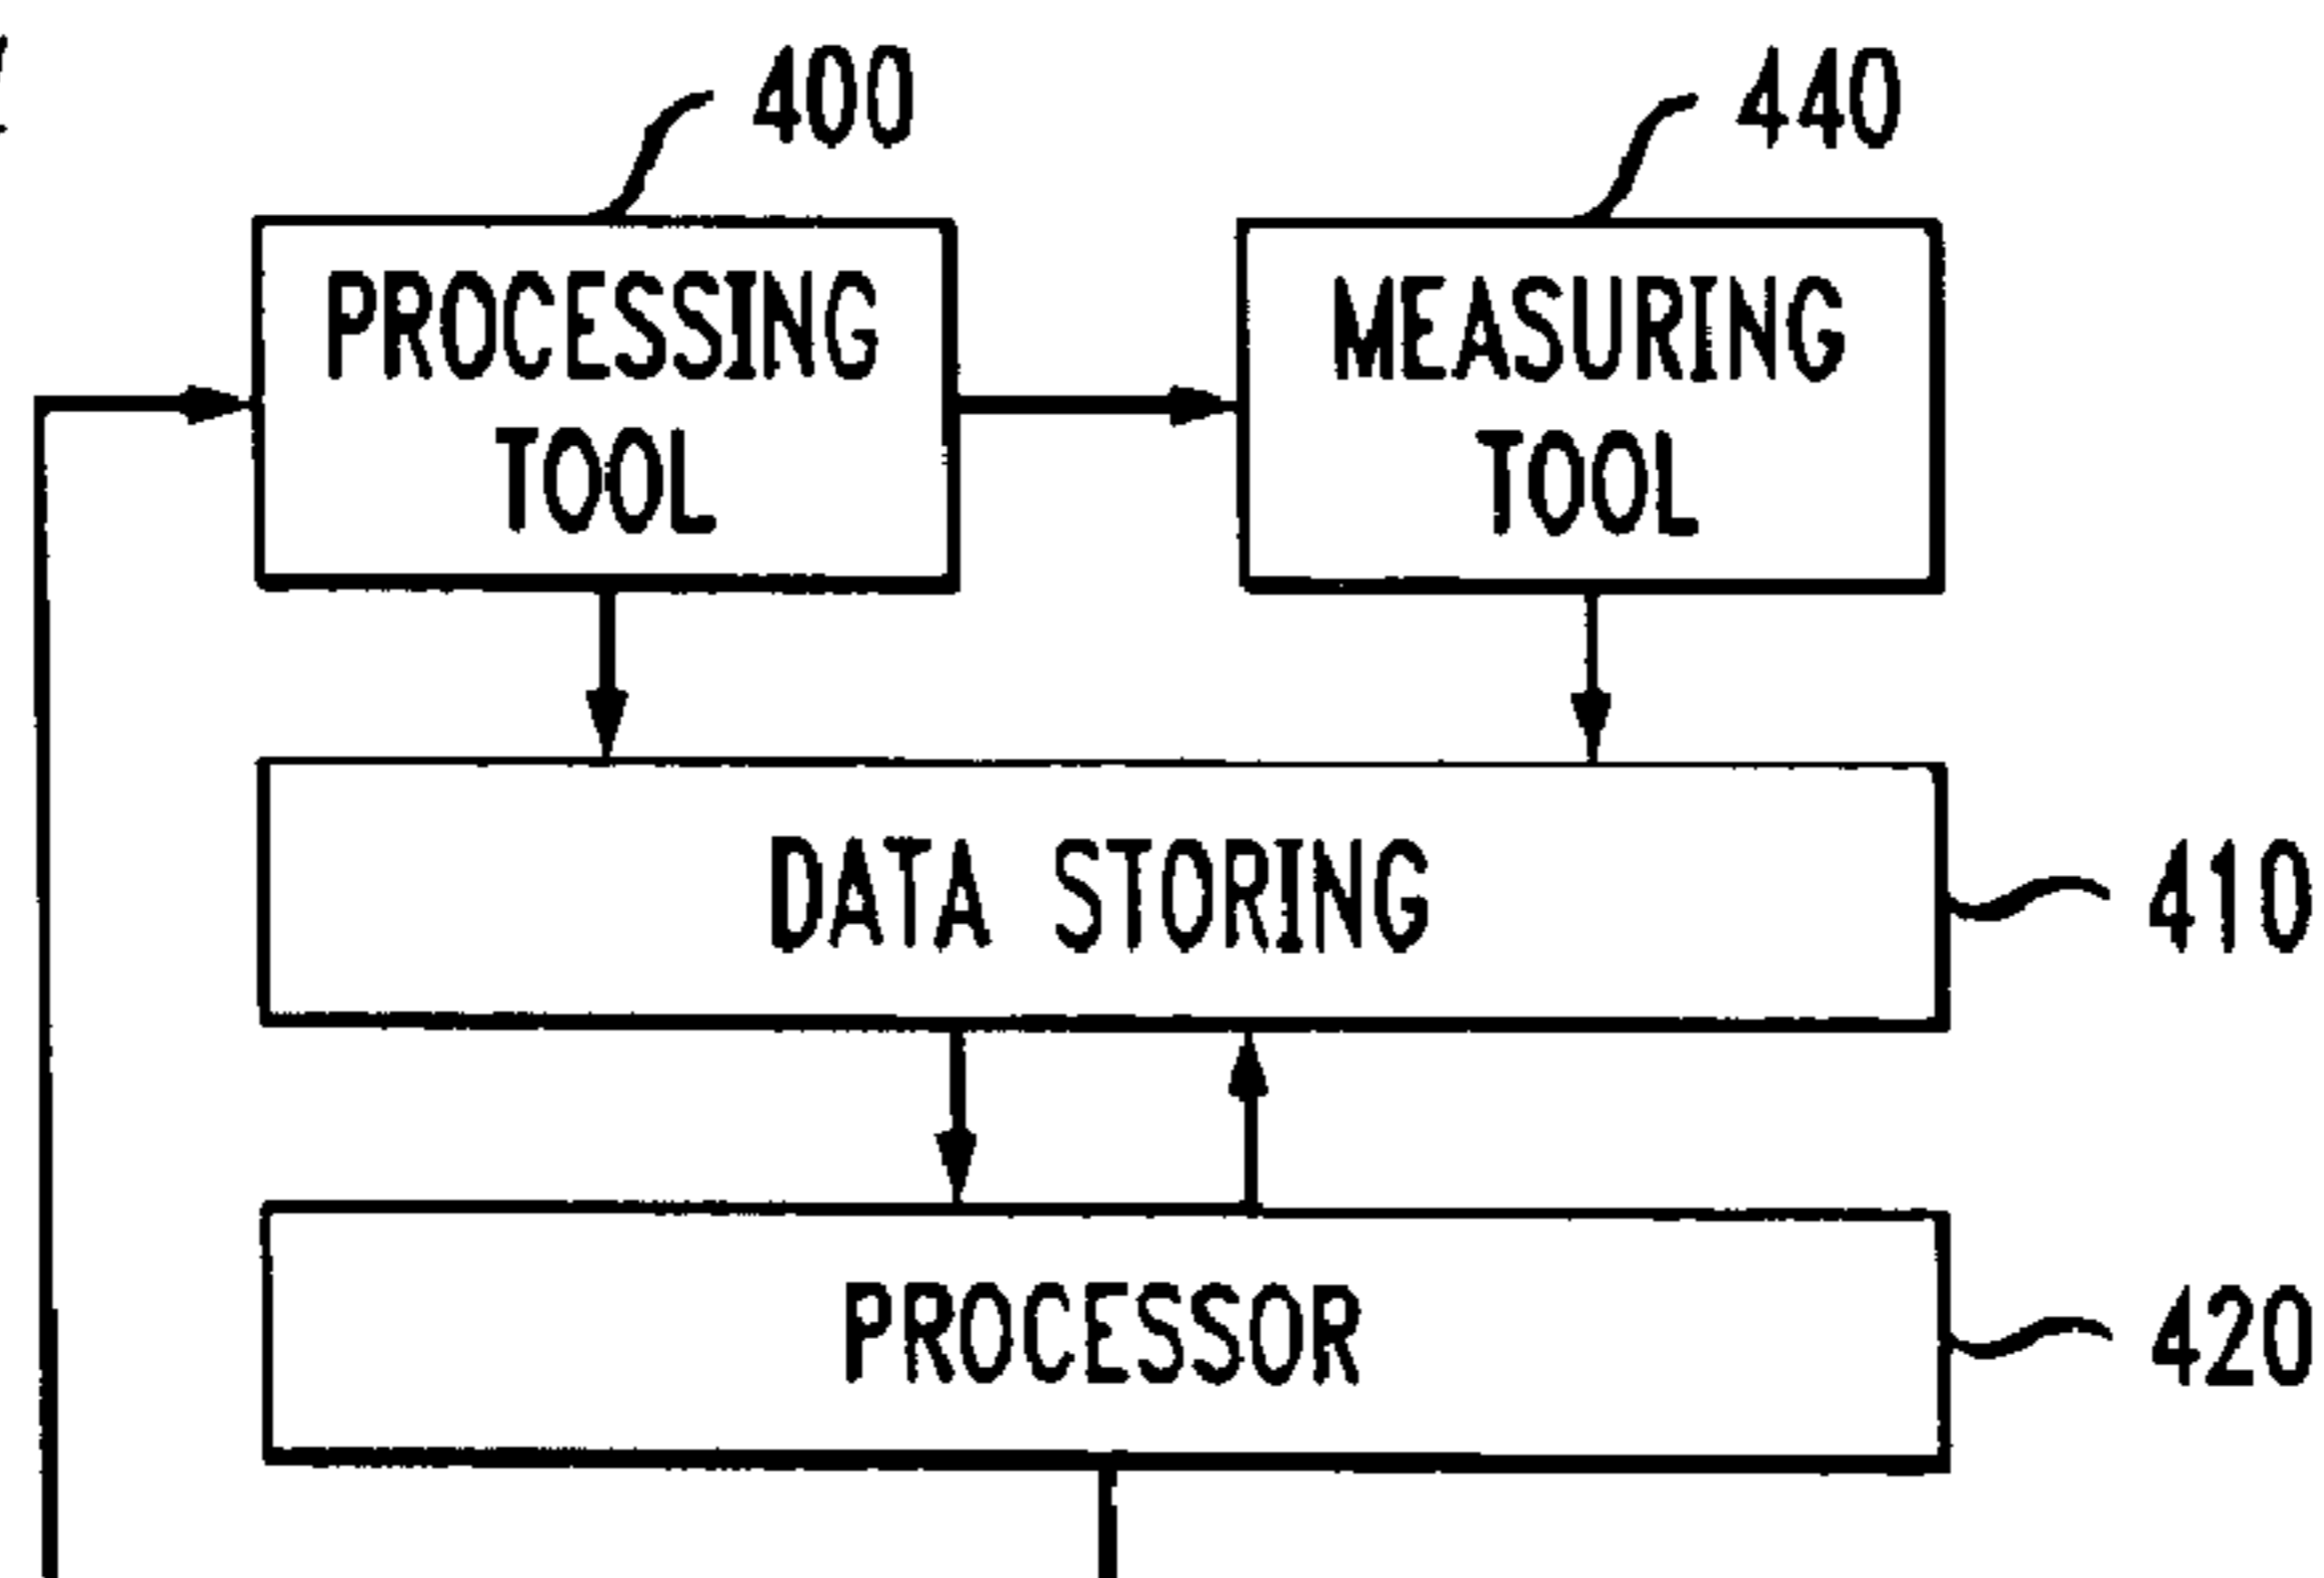 400
440
PROCESSING
TOOL
MEASURING
TOOL
DATA STORING
410
PROCESSOR
420